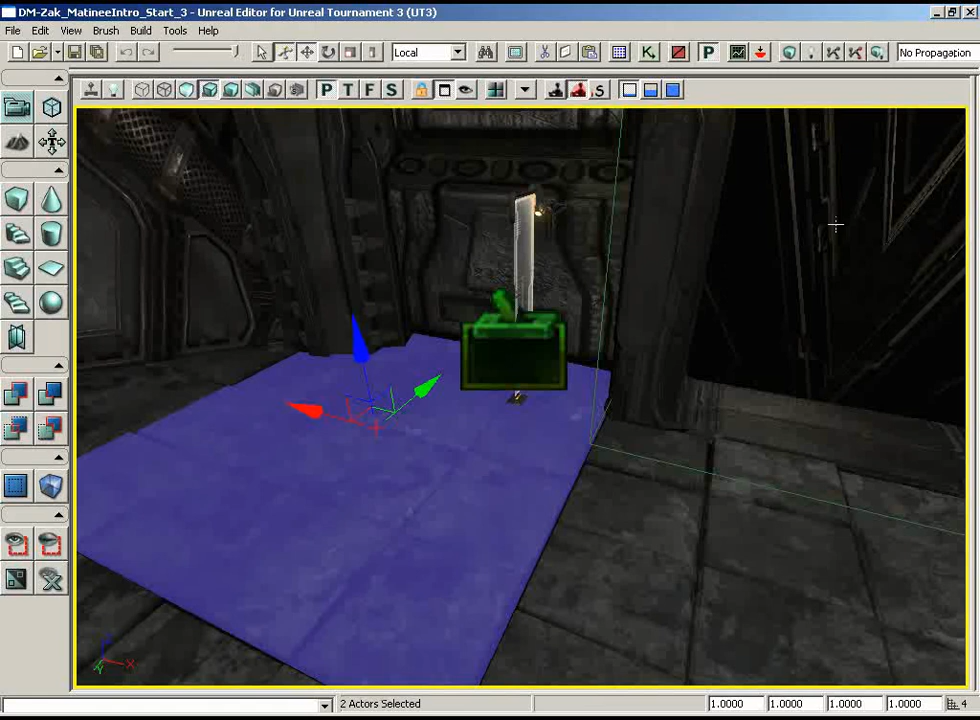 DM-Zak_MatineeIntro_Start_3 - Unreal Editor for Unreal Tournament 3 (UT3)
File Edit View Brush Build Tools Help
Local P No Propagation
P T F S S
Z X
Y
2 Actors Selected 1.0000 1.0000 1.0000 1.0000 4